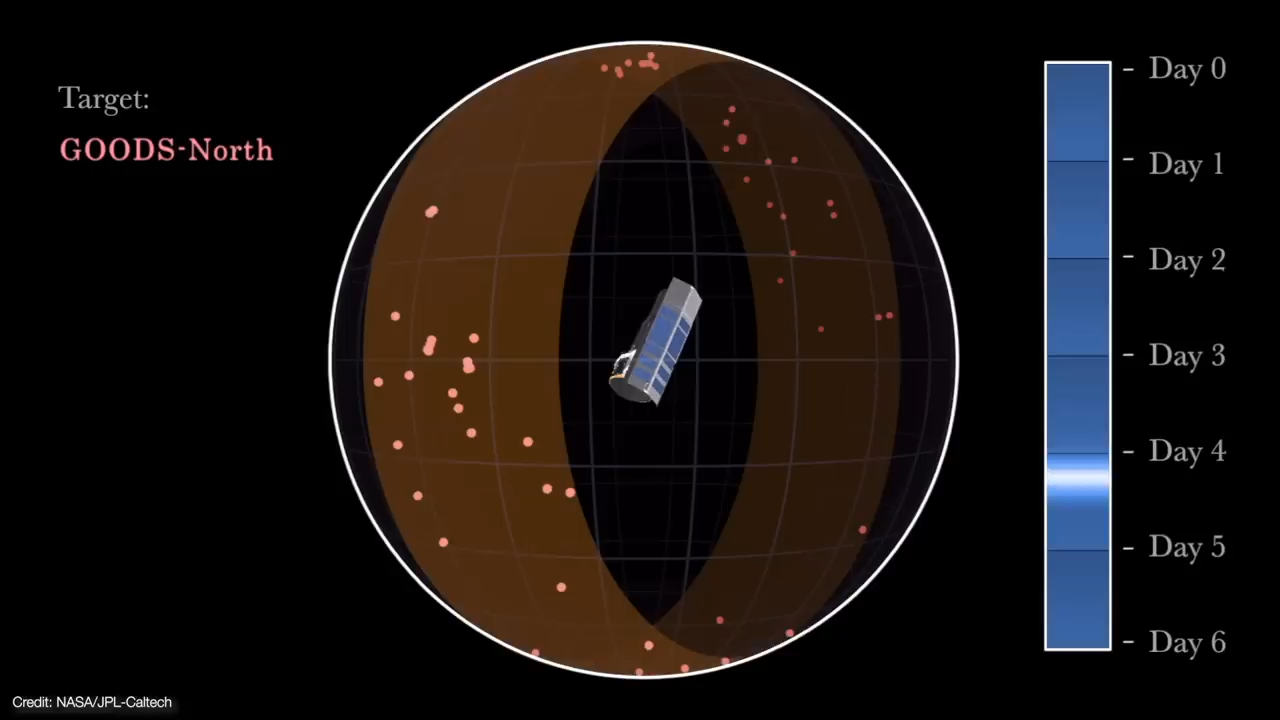 Target:
GOODS-North
Day 0
Day 1
Day 2
Day 3
Day 4
Day 5
Day 6
Credit: NASA/JPL-Caltech